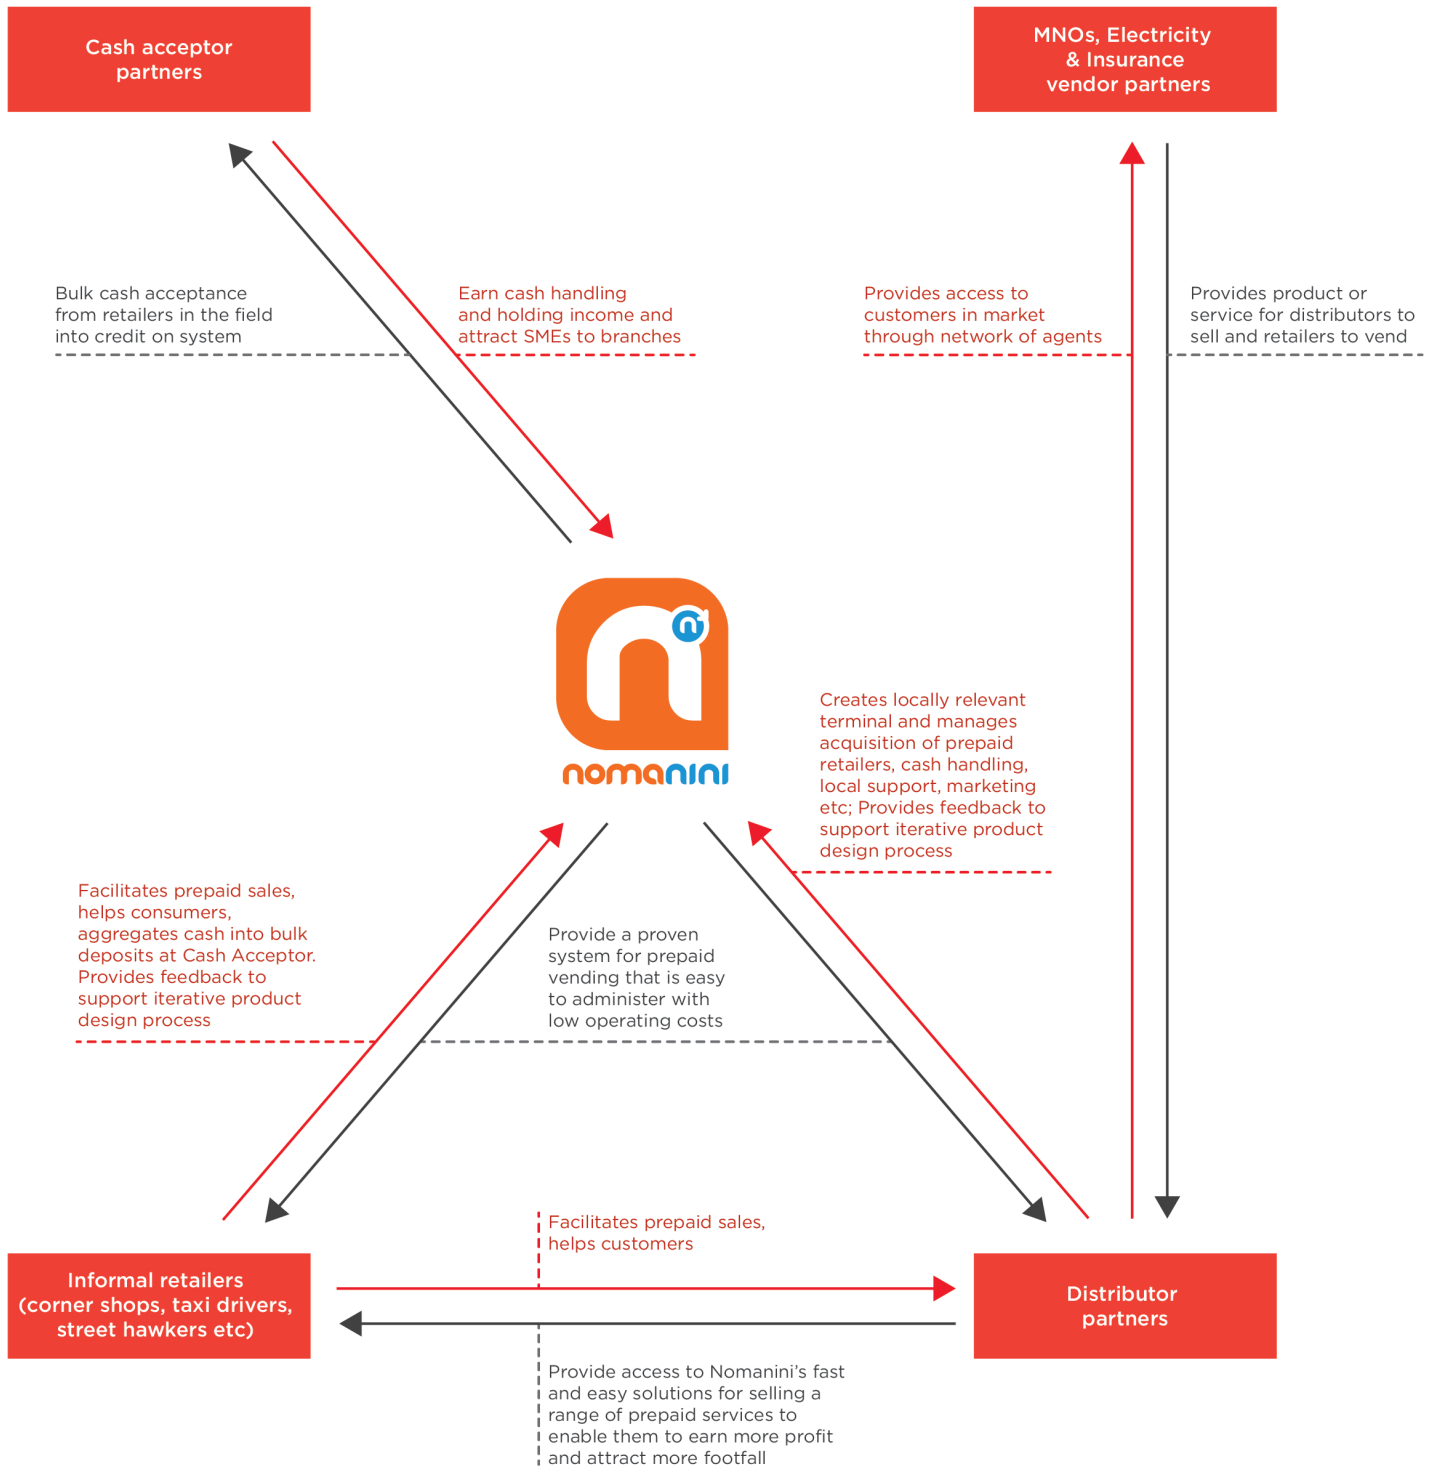 Cash acceptor
partners
MNOs, Electricity
& Insurance
vendor partners
Bulk cash acceptance
from retailers in the field
into credit on system
Earn cash handling
and holding income and
attract SMEs to branches
Provides access to
customers in market
through network of agents
Provides product or
service for distributors to
sell and retailers to vend
n
n
nomanini
Creates locally relevant
terminal and manages
acquisition of prepaid
retailers, cash handling,
local support, marketing
etc; Provides feedback to
support iterative product
design process
Facilitates prepaid sales,
helps consumers,
aggregates cash into bulk
deposits at Cash Acceptor.
Provides feedback to
support iterative product
design process
Provide a proven
system for prepaid
vending that is easy
to administer with
low operating costs
Facilitates prepaid sales,
helps customers
Informal retailers
(corner shops, taxi drivers,
street hawkers etc)
Distributor
partners
Provide access to Nomanini’s fast
and easy solutions for selling a
range of prepaid services to
enable them to earn more profit
and attract more footfall